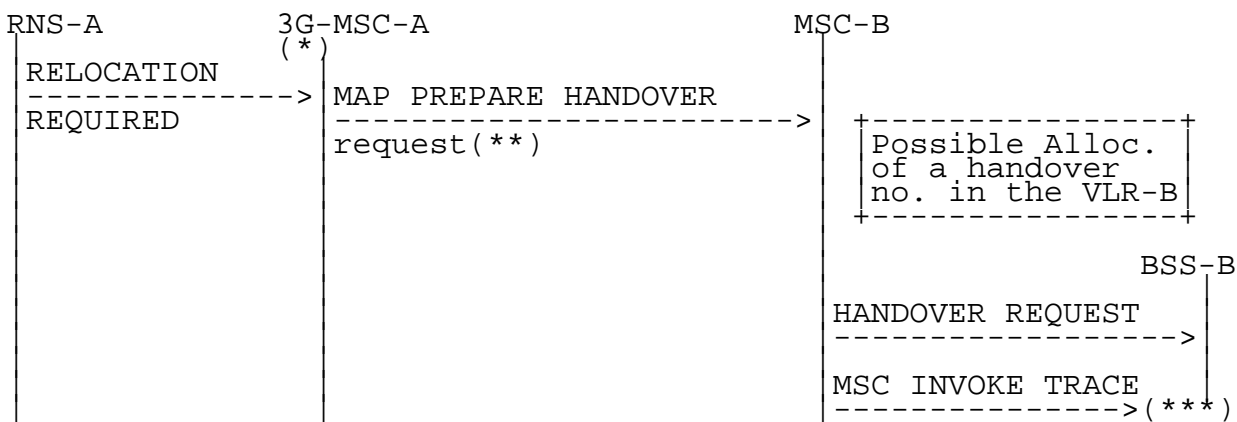 RNS-A 3G-MSC-A MSC-B
(*)
RELOCATION
-------------->
MAP PREPARE HANDOVER
REQUIRED
------------------------>
request(**)
+----------------+
|Possible Alloc. |
|of a handover |
|no. in the VLR-B|
+----------------+
BSS-B
HANDOVER REQUEST
------------------>
MSC INVOKE TRACE
--------------->(***)